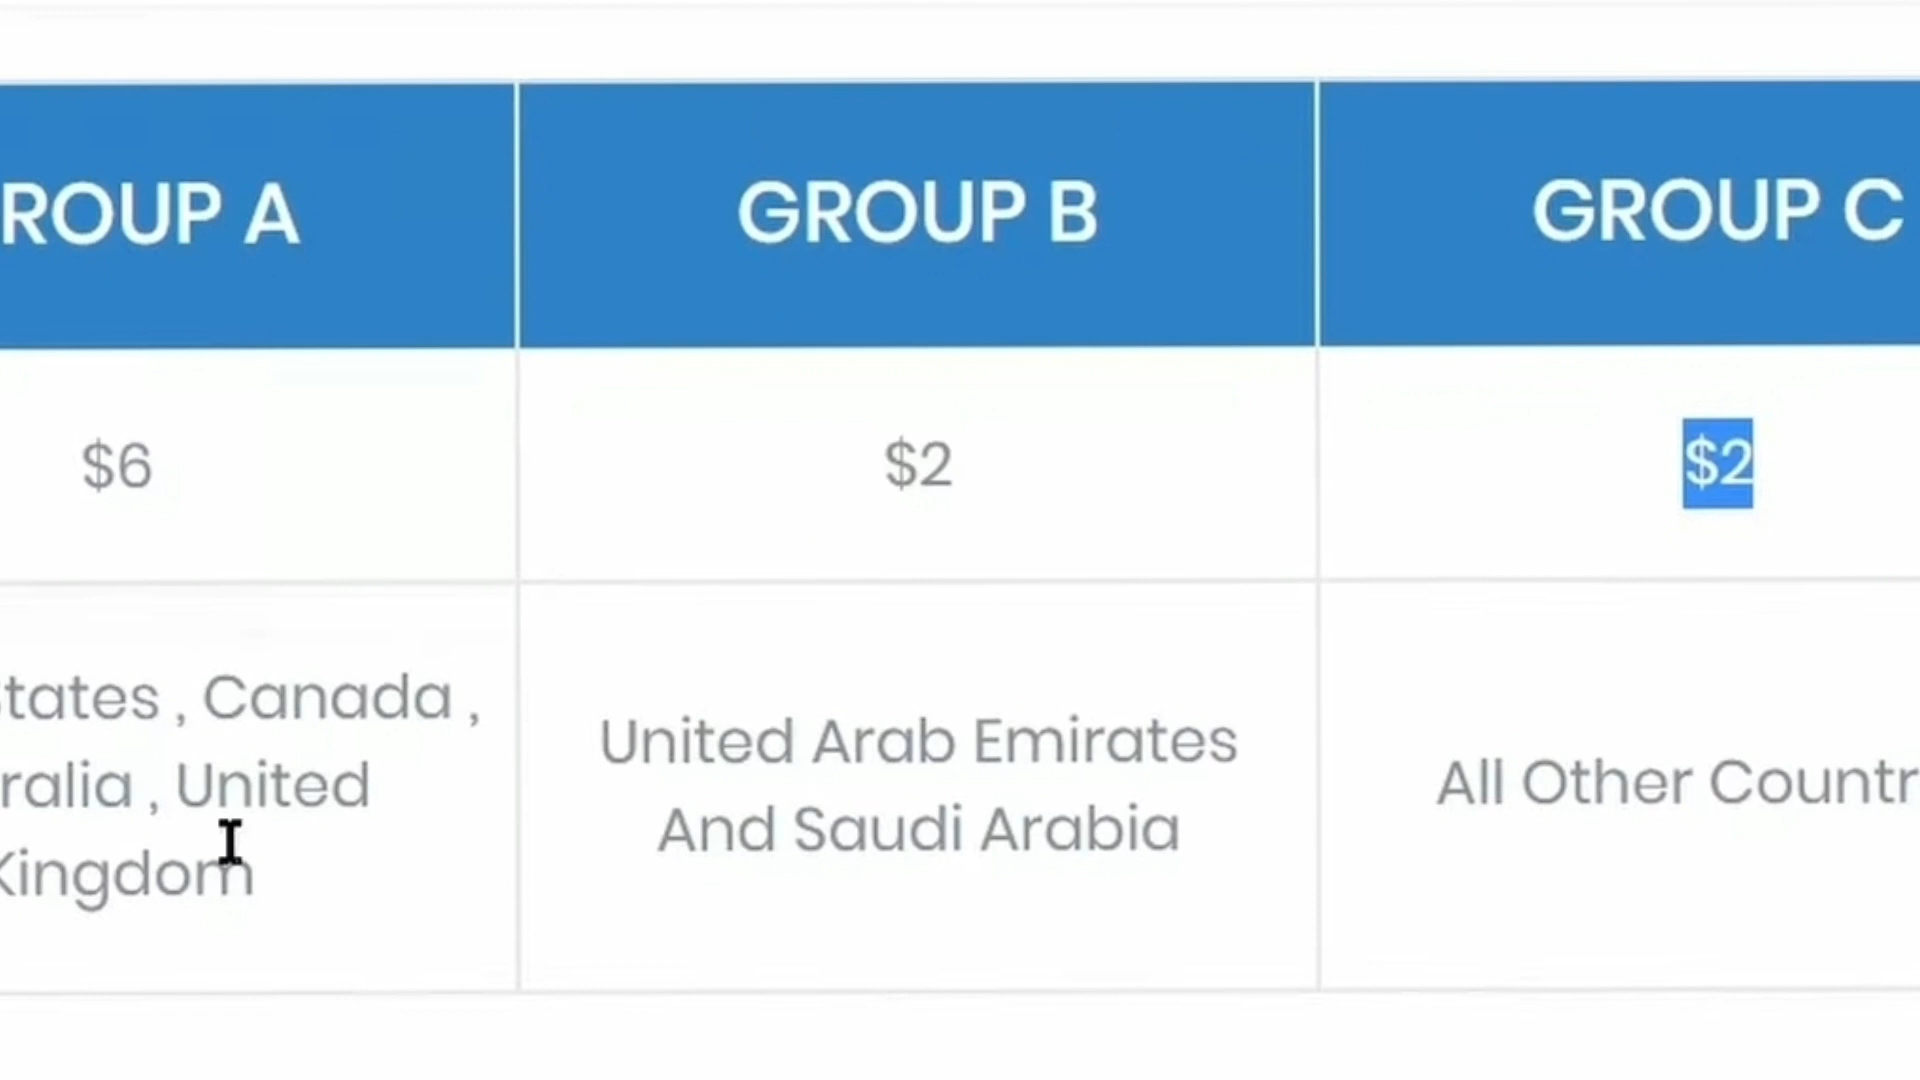 ROUP A
GROUP B
GROUP C
$6
$2
$2
tates , Canada ,
ralia , United
Kingdom
United Arab Emirates
And Saudi Arabia
All Other Countr